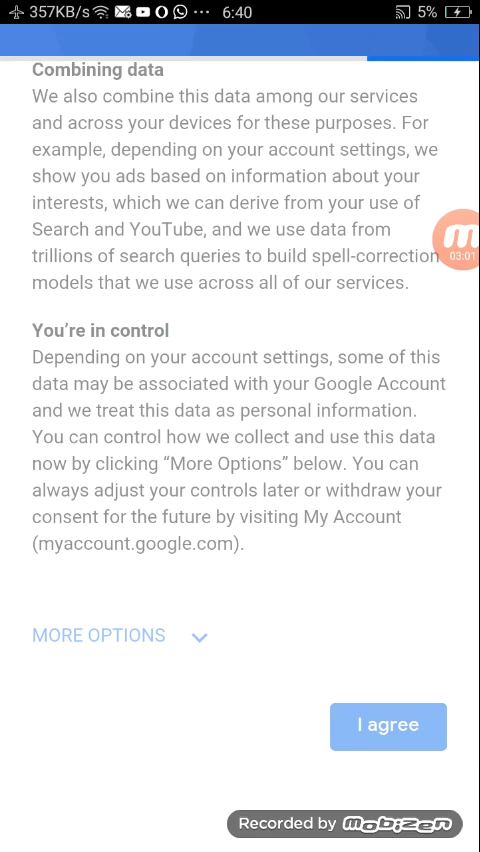 357KB/s ··· 6:40 5%
Combining data
We also combine this data among our services
and across your devices for these purposes. For
example, depending on your account settings, we
show you ads based on information about your
interests, which we can derive from your use of
Search and YouTube, and we use data from
trillions of search queries to build spell-correction
models that we use across all of our services.
m
03:01
You’re in control
Depending on your account settings, some of this
data may be associated with your Google Account
and we treat this data as personal information.
You can control how we collect and use this data
now by clicking “More Options” below. You can
always adjust your controls later or withdraw your
consent for the future by visiting My Account
(myaccount.google.com).
MORE OPTIONS
I agree
Recorded by mobizen